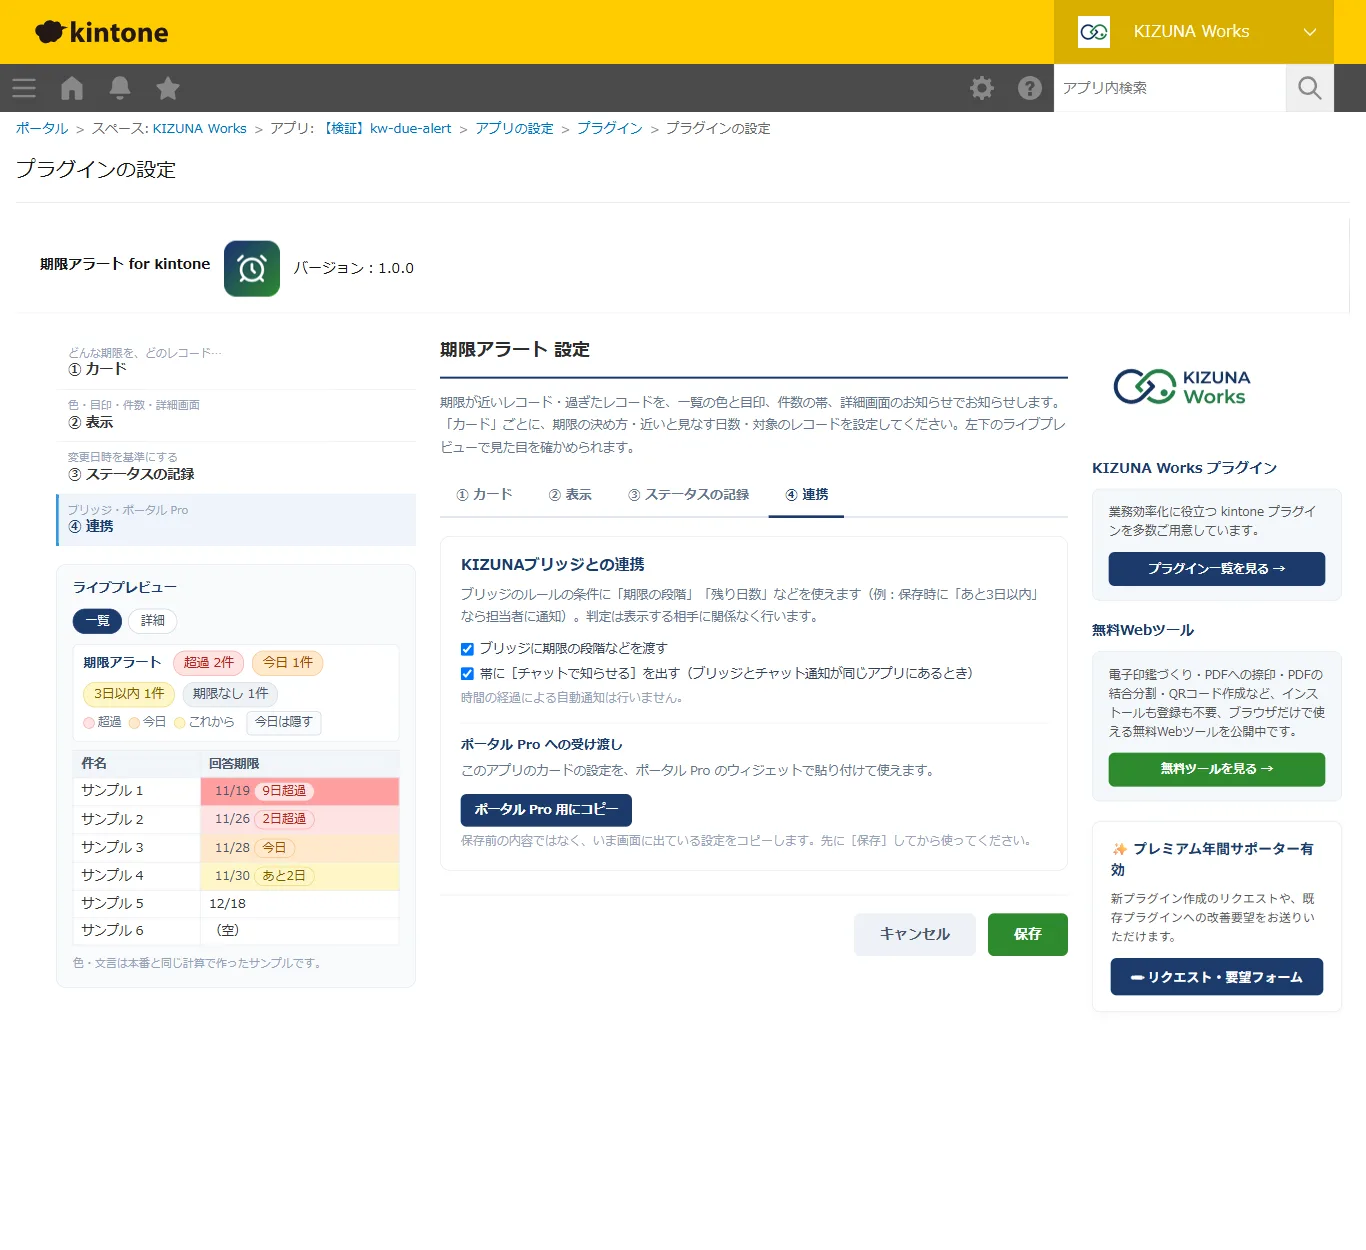 kintone
KIZUNA Works
アプリ内検索
ポータル > スペース: KIZUNA Works > アプリ: 【検証】kw-due-alert > アプリの設定 > プラグイン > プラグインの設定
プラグインの設定
期限アラート for kintone
バージョン：1.0.0
どんな期限を、どのレコード…
① カード
色・目印・件数・詳細画面
② 表示
変更日時を基準にする
③ ステータスの記録
ブリッジ・ポータル Pro
④ 連携
ライブプレビュー
一覧 詳細
期限アラート 超過 2件 今日 1件
3日以内 1件 期限なし 1件
超過 今日 これから 今日は隠す
件名 回答期限
サンプル 1 11/19 9日超過
サンプル 2 11/26 2日超過
サンプル 3 11/28 今日
サンプル 4 11/30 あと2日
サンプル 5 12/18
サンプル 6 （空）
色・文言は本番と同じ計算で作ったサンプルです。
期限アラート 設定
期限が近いレコード・過ぎたレコードを、一覧の色と目印、件数の帯、詳細画面のお知らせでお知らせします。
「カード」ごとに、期限の決め方・近いと見なす日数・対象のレコードを設定してください。左下のライブプレ
ビューで見た目を確かめられます。
① カード ② 表示 ③ ステータスの記録 ④ 連携
KIZUNAブリッジとの連携
ブリッジのルールの条件に「期限の段階」「残り日数」などを使えます（例：保存時に「あと3日以内」
なら担当者に通知）。判定は表示する相手に関係なく行います。
ブリッジに期限の段階などを渡す
帯に［チャットで知らせる］を出す（ブリッジとチャット通知が同じアプリにあるとき）
時間の経過による自動通知は行いません。
ポータル Pro への受け渡し
このアプリのカードの設定を、ポータル Pro のウィジェットで貼り付けて使えます。
ポータル Pro 用にコピー
保存前の内容ではなく、いま画面に出ている設定をコピーします。先に［保存］してから使ってください。
キャンセル 保存
KIZUNA
Works
KIZUNA Works プラグイン
業務効率化に役立つ kintone プラグイ
ンを多数ご用意しています。
プラグイン一覧を見る →
無料Webツール
電子印鑑づくり・PDFへの捺印・PDFの
結合分割・QRコード作成など、インス
トールも登録も不要、ブラウザだけで使
える無料Webツールを公開中です。
無料ツールを見る →
✨ プレミアム年間サポーター有
効
新プラグイン作成のリクエストや、既
存プラグインへの改善要望をお送りい
ただけます。
リクエスト・要望フォーム